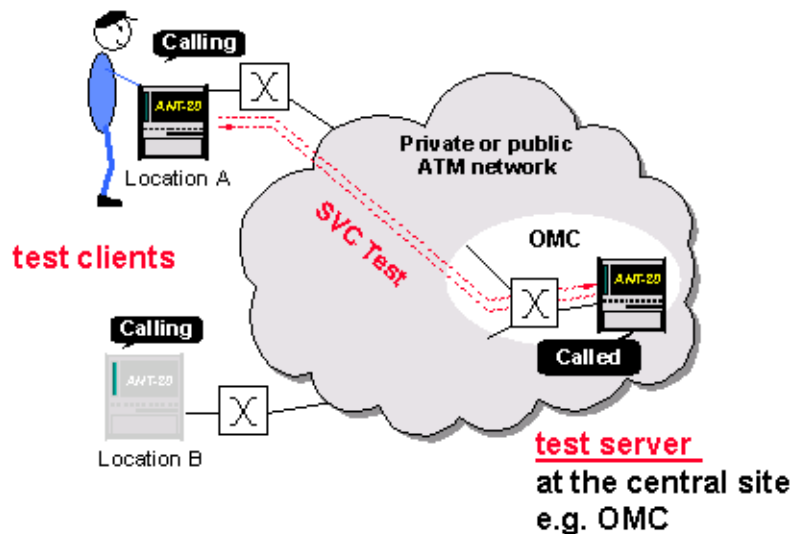 Calling
ANT-20
Location A
Private or public
ATM network
SVC Test
OMC
ANT-20
Called
test clients
Calling
ANT-20
Location B
test server
at the central site
e.g. OMC